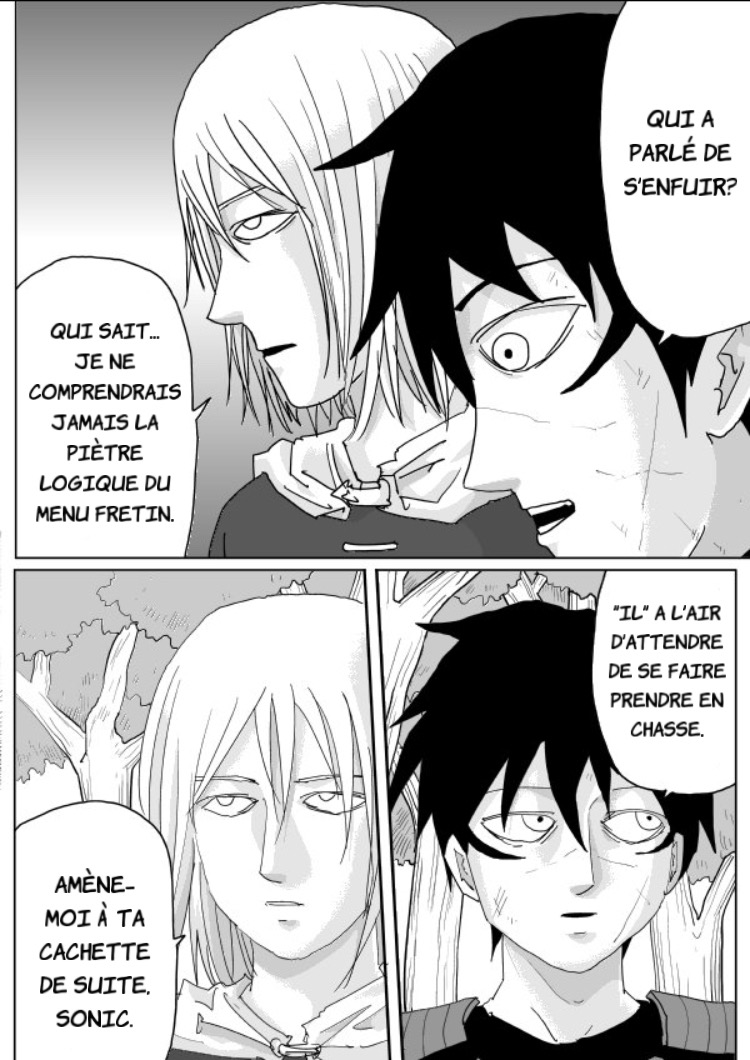 QUI A
PARLÉ DE
S'ENFUIR?
QUI SAIT...
JE NE
COMPRENDRAIS
JAMAIS LA
PIÈTRE
LOGIQUE DU
MENU FRETIN.
"IL" A L'AIR
D'ATTENDRE
DE SE FAIRE
PRENDRE EN
CHASSE.
AMÈNE-
MOI À TA
CACHETTE
DE SUITE,
SONIC.